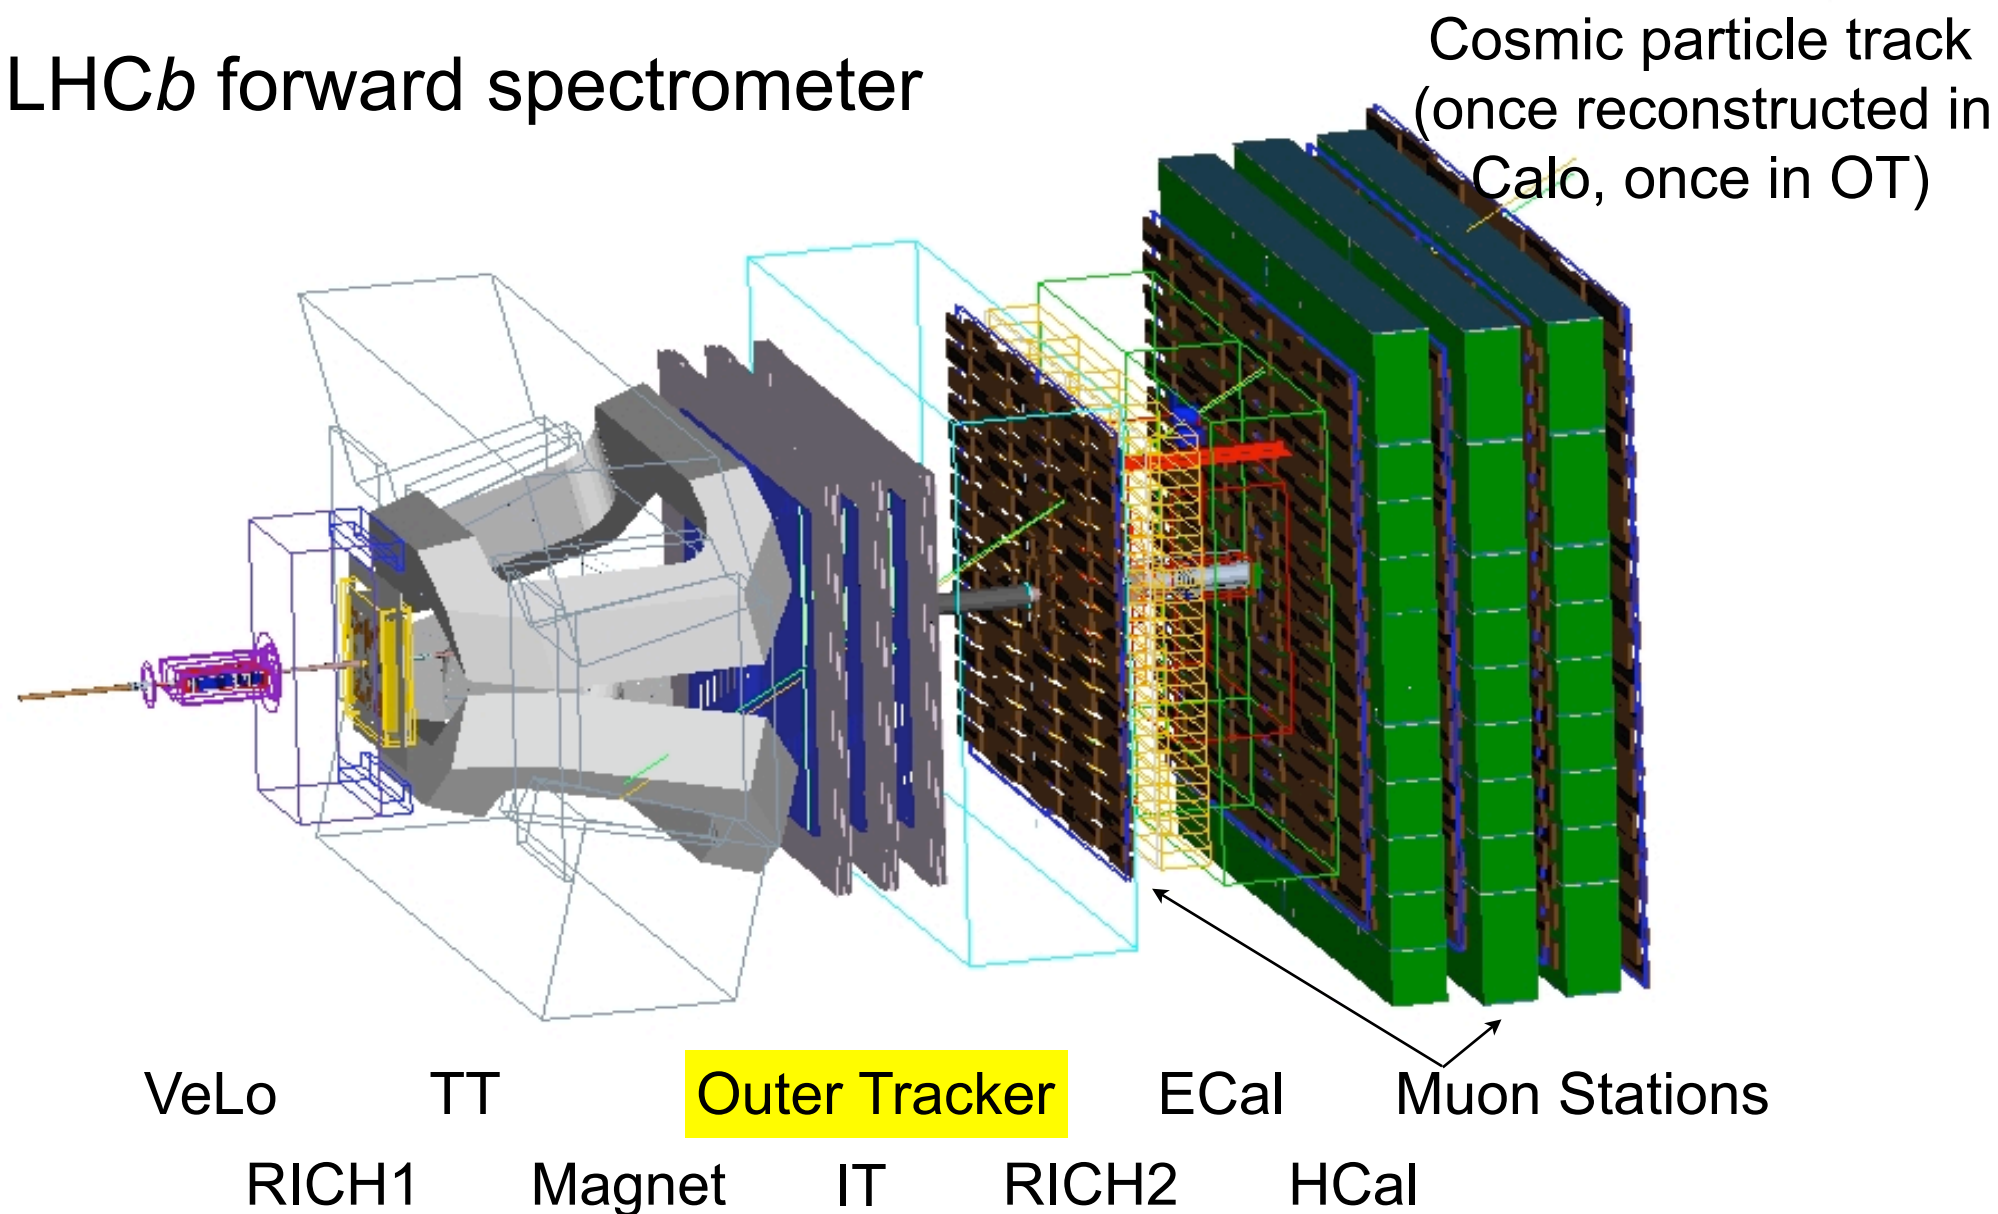 LHCb forward spectrometer
Cosmic particle track
(once reconstructed in
Calo, once in OT)
VeLo TT Outer Tracker ECal Muon Stations
RICH1 Magnet IT RICH2 HCal